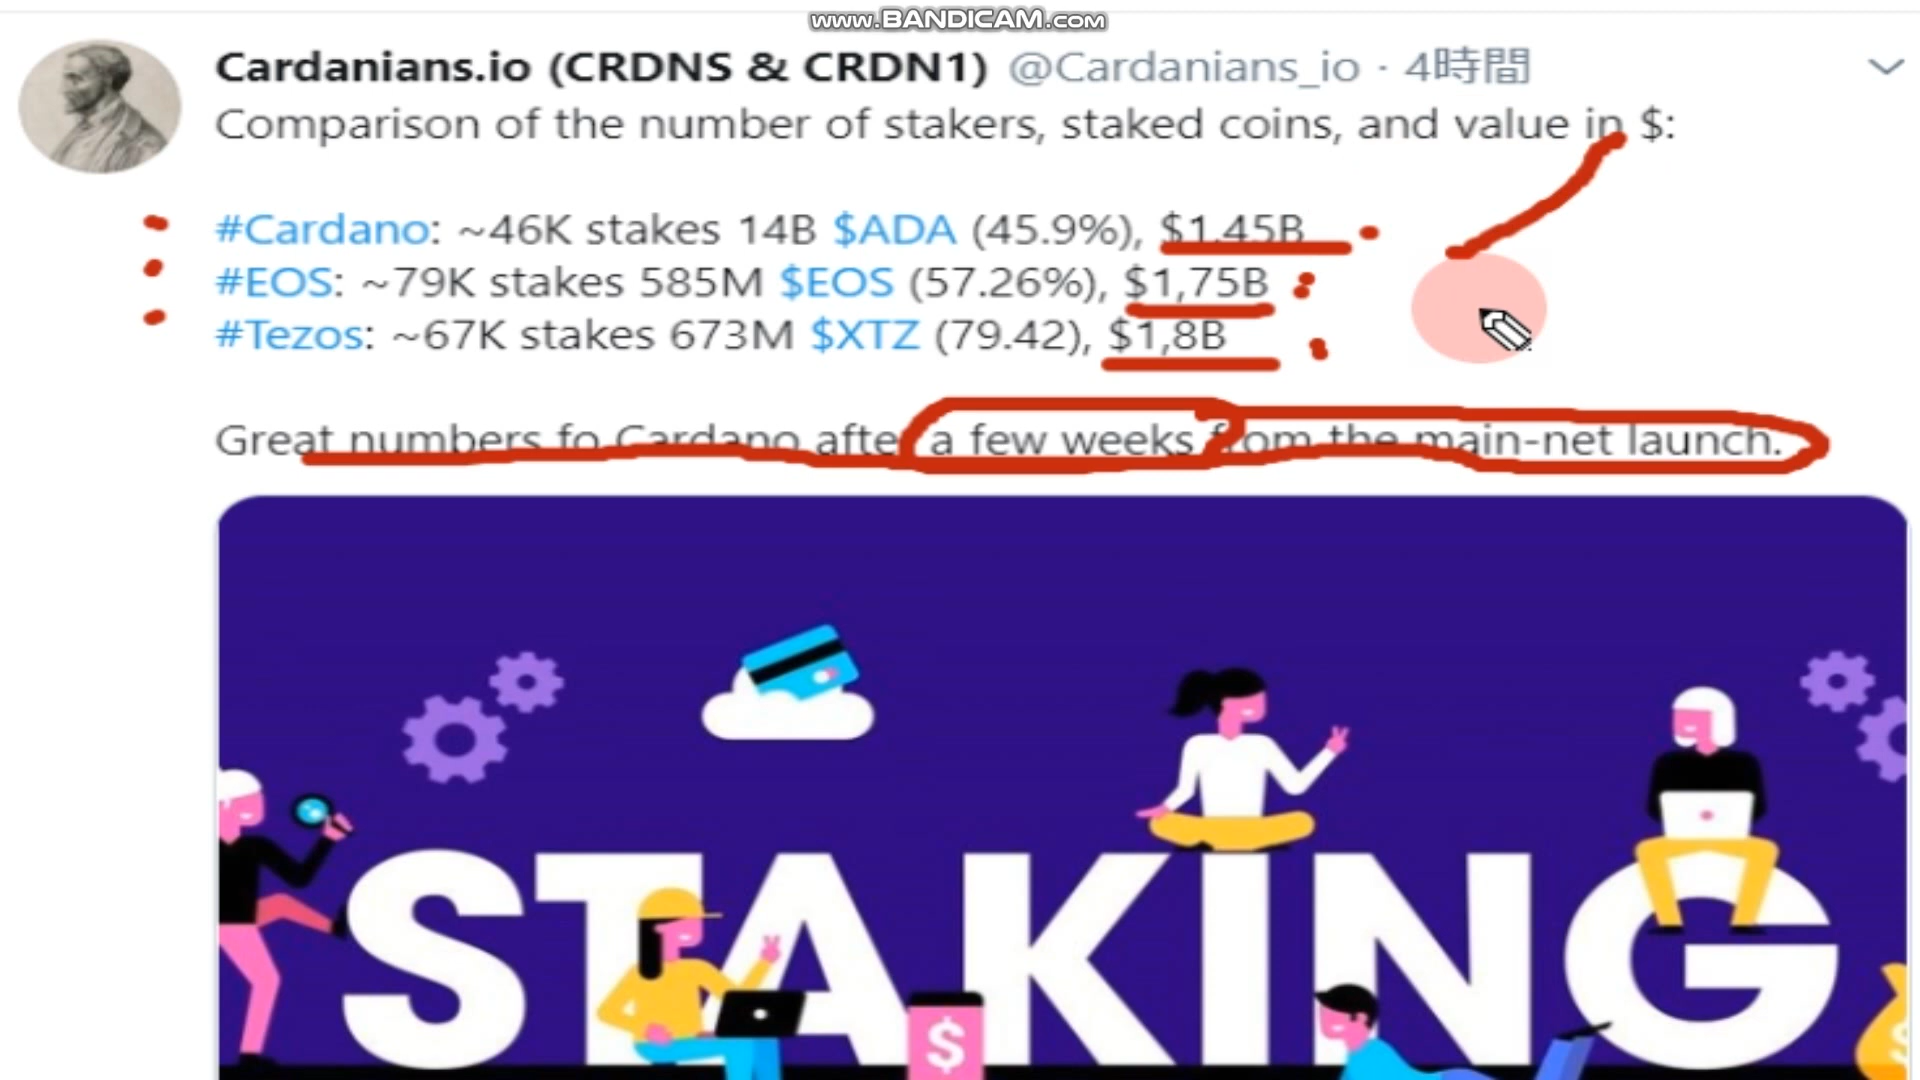 www.BANDICAM.com
Cardanians.io (CRDNS & CRDN1) @Cardanians_io · 4時間
Comparison of the number of stakers, staked coins, and value in $:
#Cardano: ~46K stakes 14B $ADA (45.9%), $1.45B
#EOS: ~79K stakes 585M $EOS (57.26%), $1,75B
#Tezos: ~67K stakes 673M $XTZ (79.42), $1,8B
Great numbers fo Cardano after a few weeks from the main-net launch.
STAKING
$
$